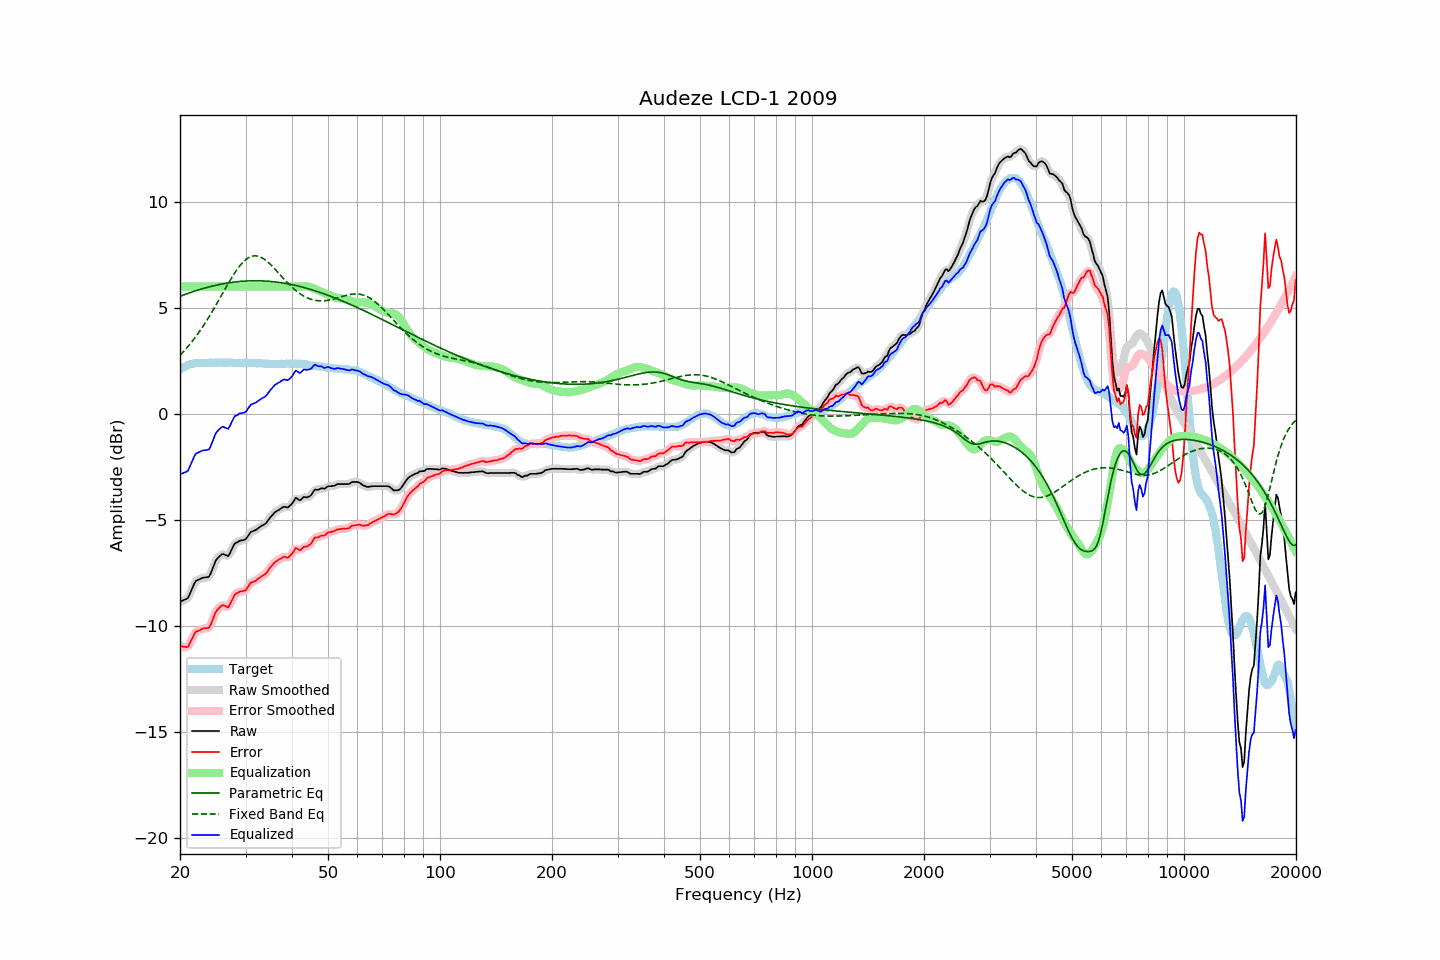 Audeze LCD-1 2009
Amplitude (dBr)
10
5
0
−5
−10
−15
−20
Target
Raw Smoothed
Error Smoothed
Raw
Error
Equalization
Parametric Eq
Fixed Band Eq
Equalized
20
50
100
200
500
1000
2000
5000
10000
20000
Frequency (Hz)